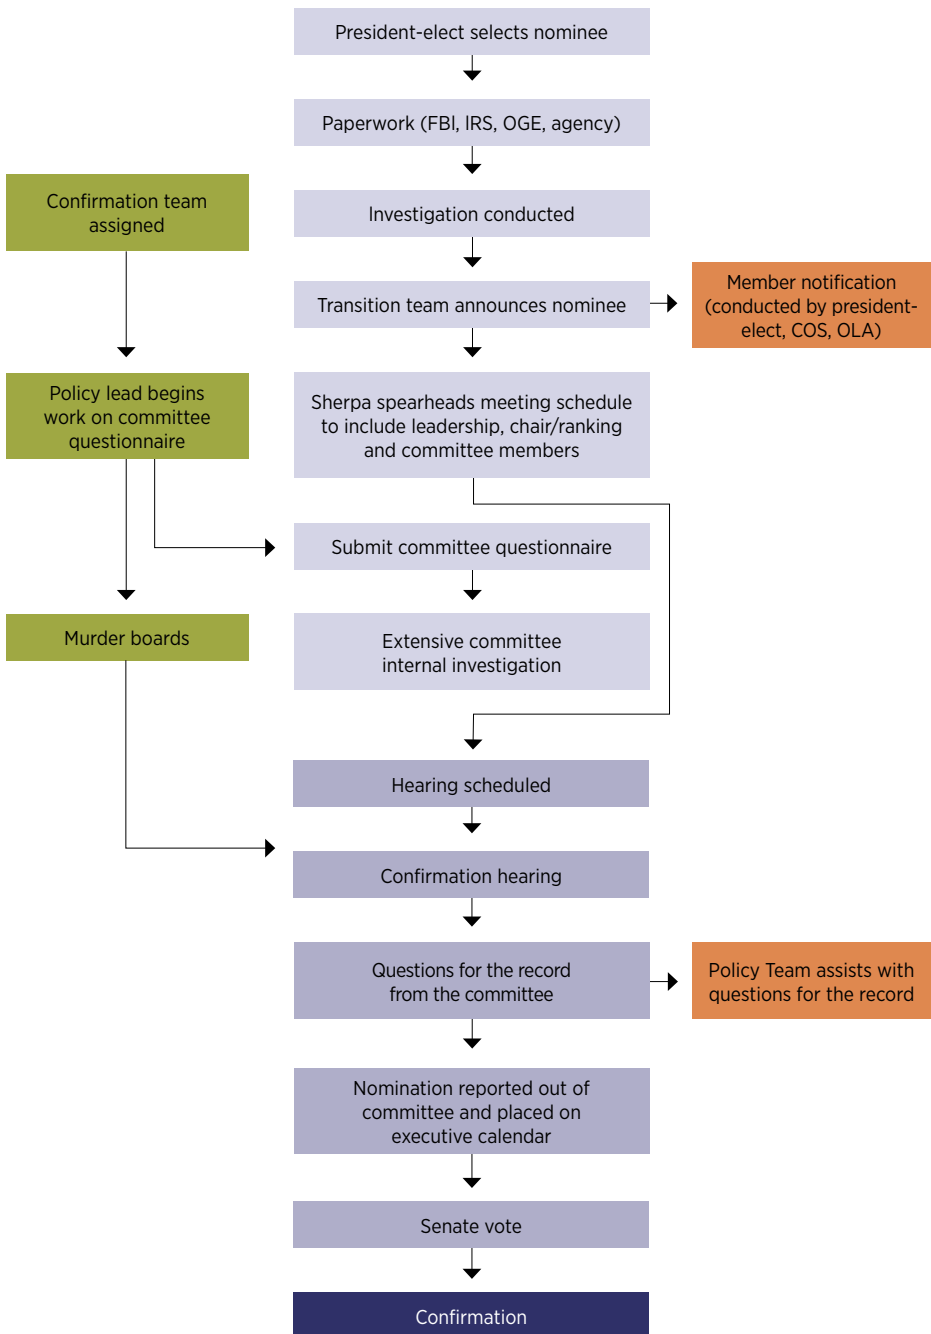 President-elect selects nominee
Paperwork (FBI, IRS, OGE, agency)
Confirmation team
assigned
Investigation conducted
Transition team announces nominee
Member notification
(conducted by president-
elect, COS, OLA)
Policy lead begins
work on committee
questionnaire
Sherpa spearheads meeting schedule
to include leadership, chair/ranking
and committee members
Submit committee questionnaire
Murder boards
Extensive committee
internal investigation
Hearing scheduled
Confirmation hearing
Questions for the record
from the committee
Policy Team assists with
questions for the record
Nomination reported out of
committee and placed on
executive calendar
Senate vote
Confirmation